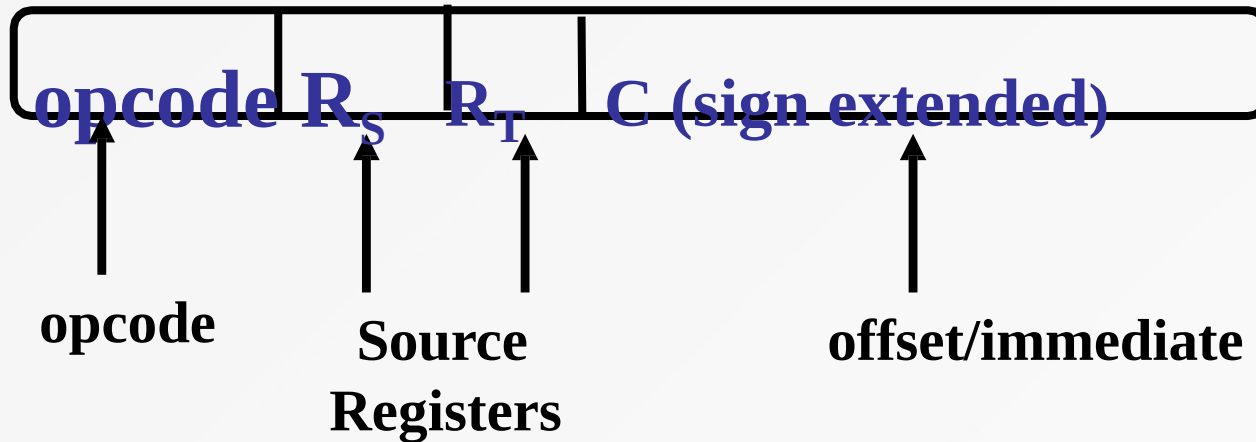 opcode R_S R_T C (sign extended)
opcode
Source
Registers
offset/immediate